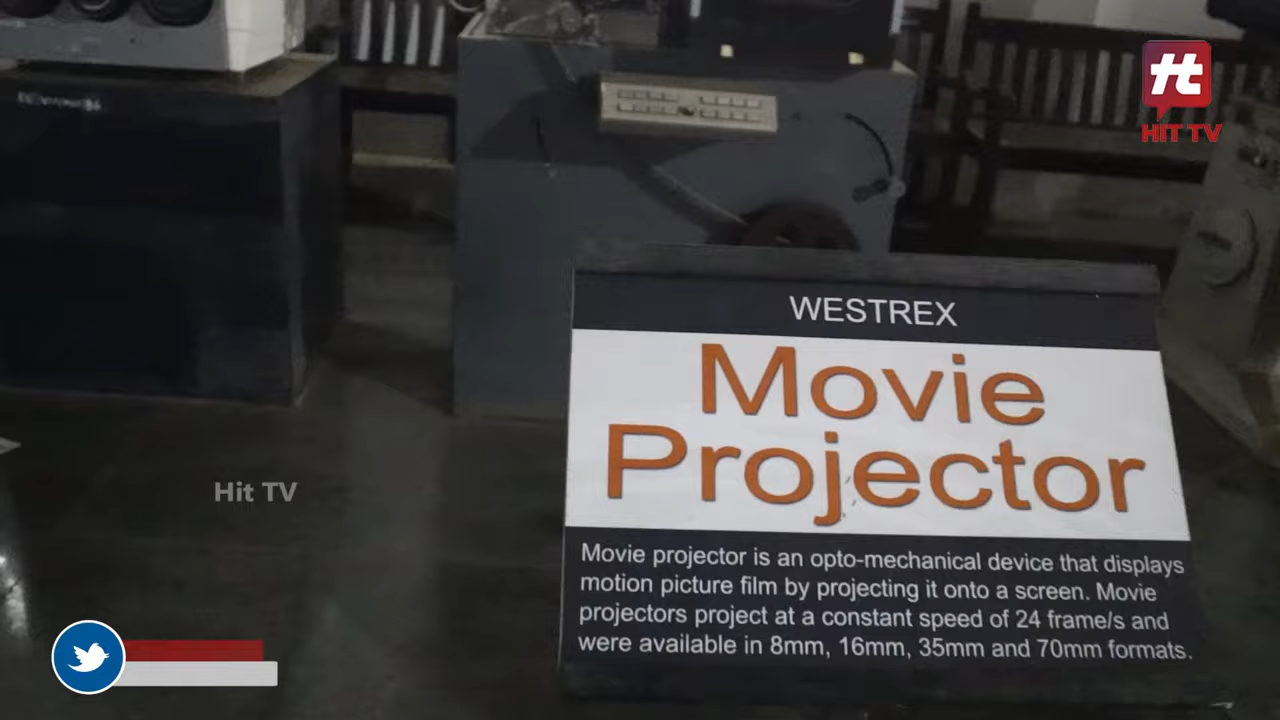 HIT TV
WESTREX
Movie
Projector
Movie projector is an opto-mechanical device that displays
motion picture film by projecting it onto a screen. Movie
projectors project at a constant speed of 24 frame/s and
were available in 8mm, 16mm, 35mm and 70mm formats.
Hit TV